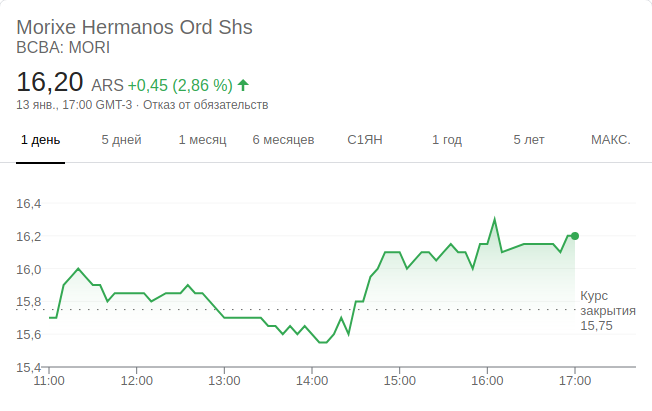 Morixe Hermanos Ord Shs
BCBA: MORI
16,20 ARS +0,45 (2,86 %)
13 янв., 17:00 GMT-3 · Отказ от обязательств
1 день 5 дней 1 месяц 6 месяцев С1ЯН 1 год 5 лет МАКС.
16,4
16,2
16,0
15,8
15,6
15,4
Курс
закрытия
15,75
11:00 12:00 13:00 14:00 15:00 16:00 17:00